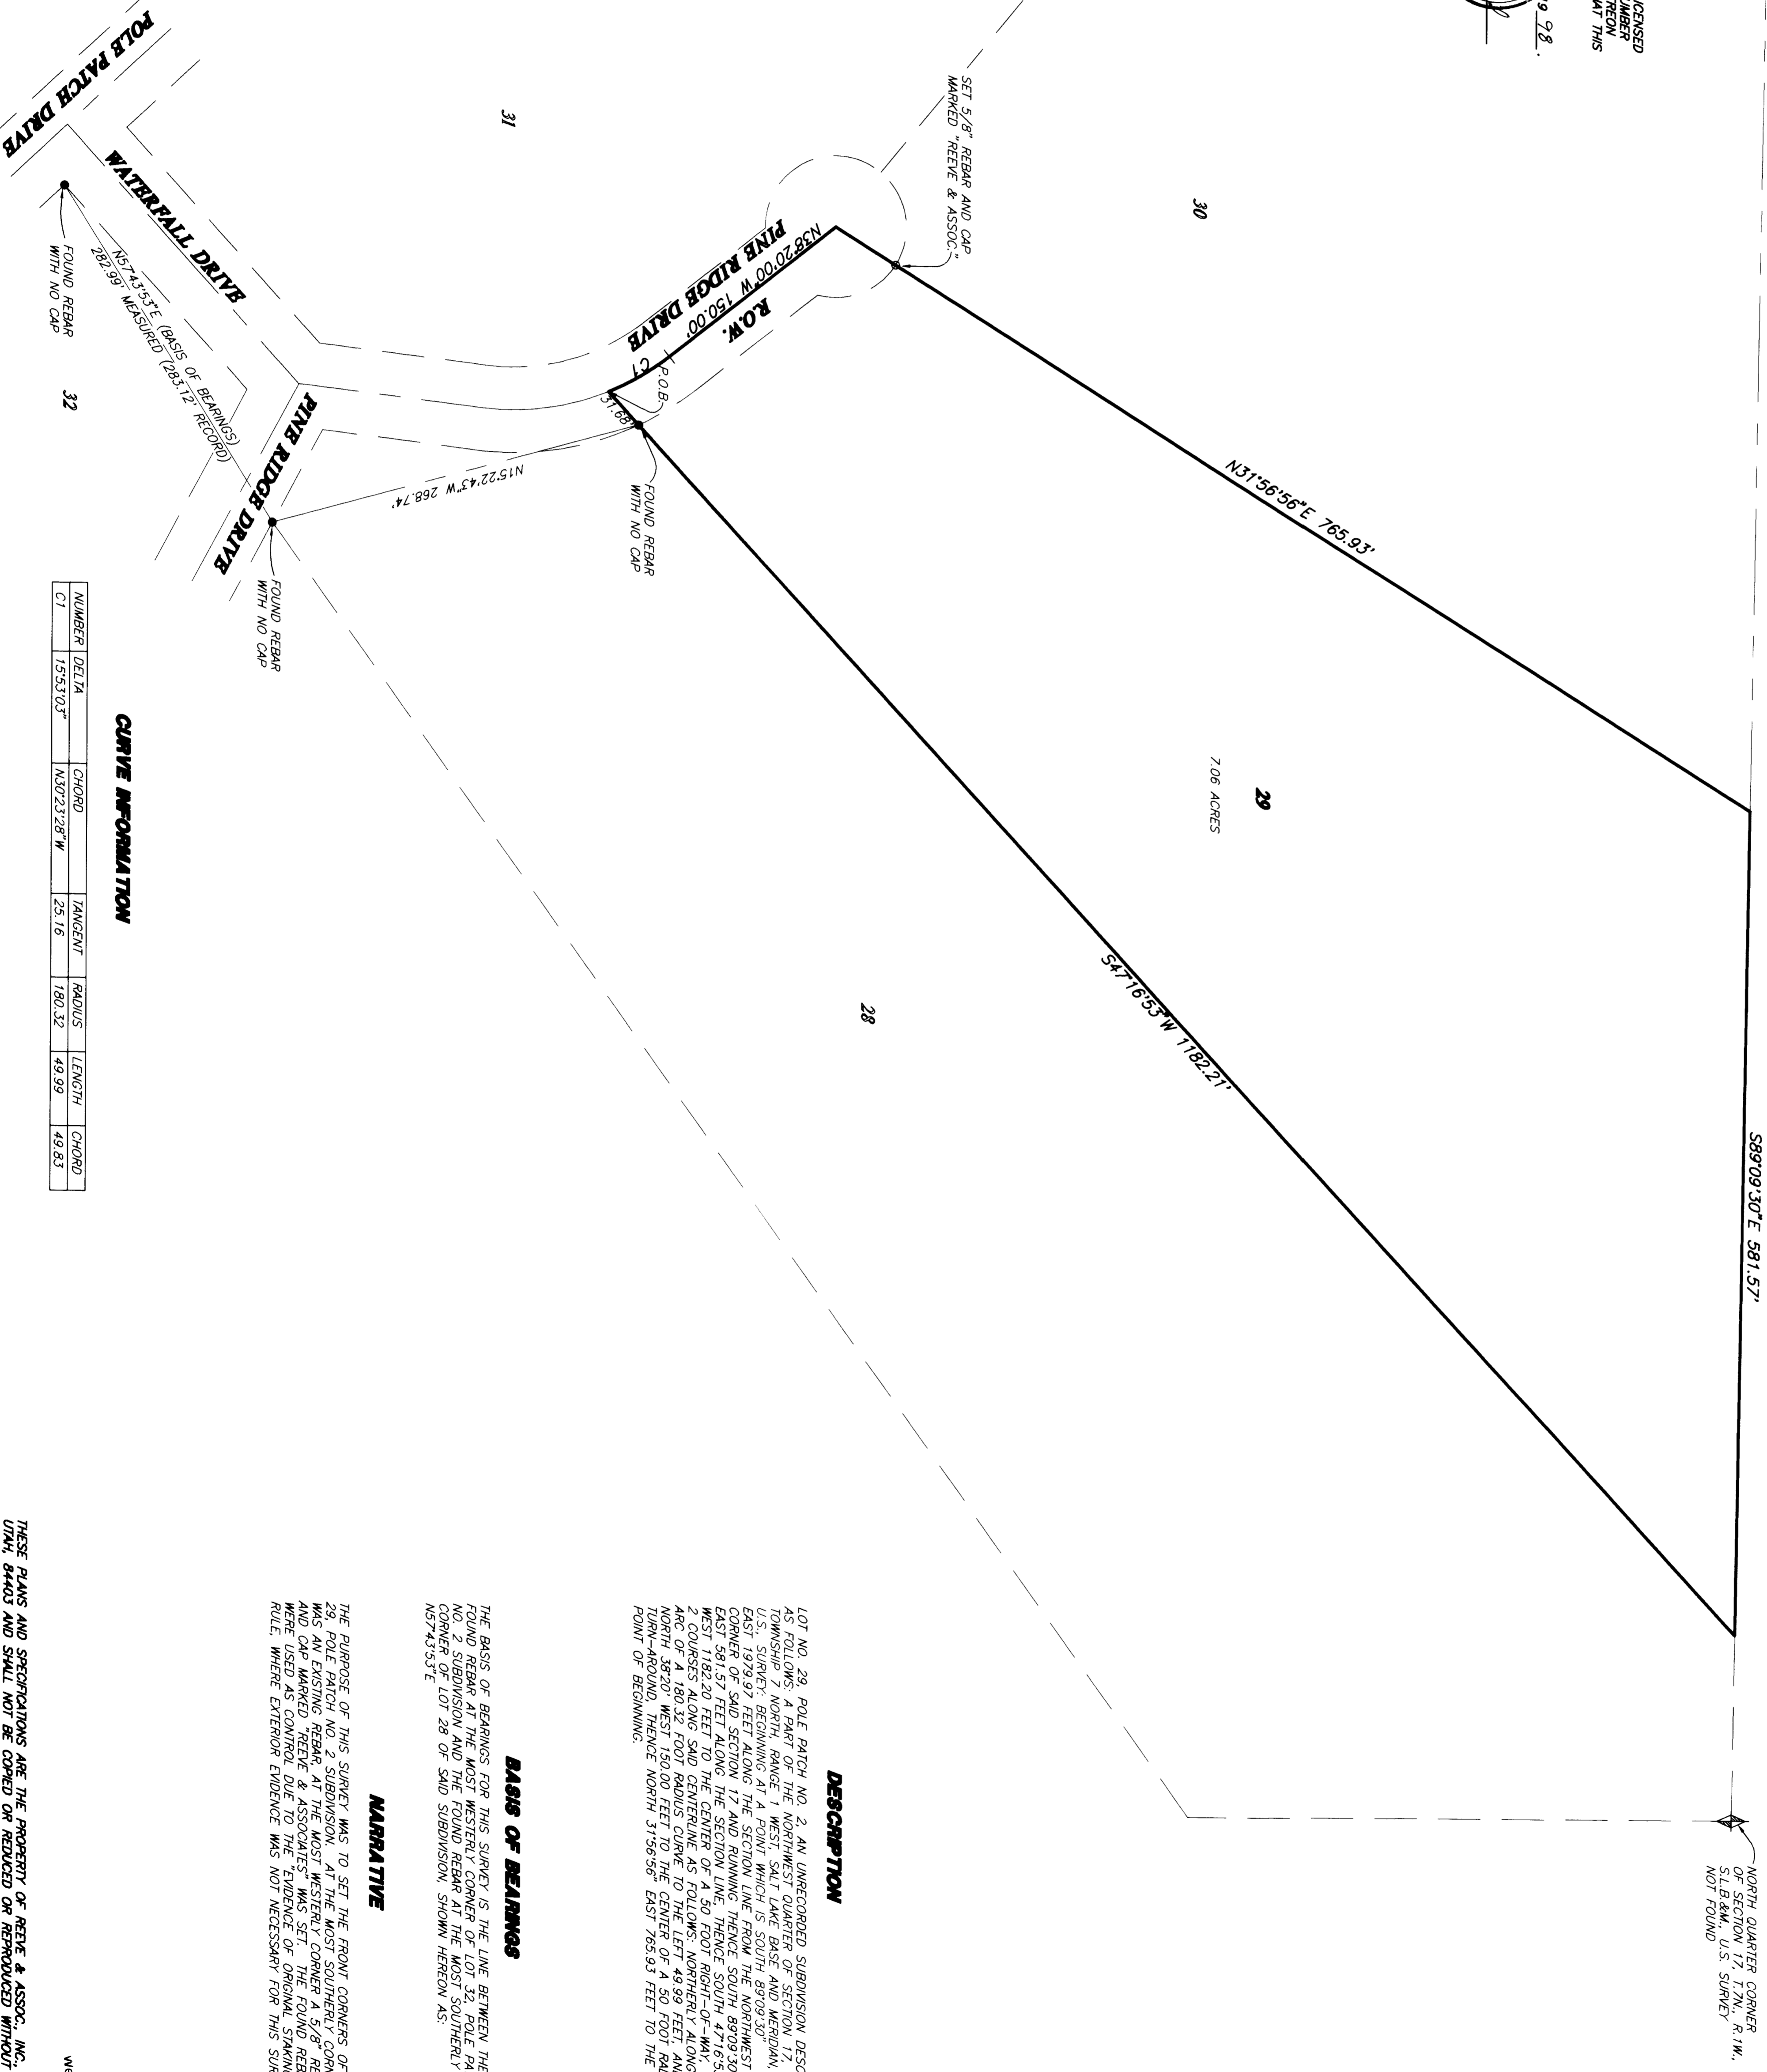 ICENSED
UMBER
TREON
AT THIS
19 98.
NORTH QUARTER CORNER
OF SECTION 17, T.7N., R.1W.,
S.L.B.&M., U.S. SURVEY
NOT FOUND
S89°09'30"E 581.57'
SET 5/8" REBAR AND CAP
MARKED "REEVE & ASSOC."
30
N31°56'56"E 765.93'
29
7.06 ACRES
S47°16'53"W 1182.21'
28
31
N38°20'00"W 150.00'
PINE RIDGE DRIVE
R.O.W.
C1
P.O.B.
31.68'
FOUND REBAR
WITH NO CAP
N15°22'43"W 268.74'
POLE PATCH DRIVE
WATERFALL DRIVE
PINE RIDGE DRIVE
N57°43'53"E (BASIS OF BEARINGS)
282.99' MEASURED (283.12' RECORD)
FOUND REBAR
WITH NO CAP
32
FOUND REBAR
WITH NO CAP
CURVE INFORMATION
NUMBER DELTA CHORD TANGENT RADIUS LENGTH CHORD
C1 15°53'03" N30°23'28"W 25.16 180.32 49.99 49.83
DESCRIPTION
LOT NO. 29, POLE PATCH NO. 2, AN UNRECORDED SUBDIVISION DESC
AS FOLLOWS: A PART OF THE NORTHWEST QUARTER OF SECTION 17,
TOWNSHIP 7 NORTH, RANGE 1 WEST, SALT LAKE BASE AND MERIDIAN,
U.S., SURVEY: BEGINNING AT A POINT WHICH IS SOUTH 89°09'30"
EAST 1979.97 FEET ALONG THE SECTION LINE FROM THE NORTHWEST
CORNER OF SAID SECTION 17 AND RUNNING THENCE SOUTH 89°09'30
EAST 581.57 FEET ALONG THE SECTION LINE, THENCE SOUTH 47°16'5
WEST 1182.20 FEET TO THE CENTER OF A 50 FOOT RIGHT-OF-WAY,
2 COURSES ALONG SAID CENTERLINE AS FOLLOWS: NORTHERLY ALONG
ARC OF A 180.32 FOOT RADIUS CURVE TO THE LEFT 49.99 FEET, AN
NORTH 38°20' WEST 150.00 FEET TO THE CENTER OF A 50 FOOT RAD
TURN-AROUND, THENCE NORTH 31°56'56" EAST 765.93 FEET TO THE
POINT OF BEGINNING.
BASIS OF BEARINGS
THE BASIS OF BEARINGS FOR THIS SURVEY IS THE LINE BETWEEN THE
FOUND REBAR AT THE MOST WESTERLY CORNER OF LOT 32, POLE PA
NO. 2 SUBDIVISION AND THE FOUND REBAR AT THE MOST SOUTHERLY
CORNER OF LOT 28 OF SAID SUBDIVISION, SHOWN HEREON AS:
N57°43'53"E
NARRATIVE
THE PURPOSE OF THIS SURVEY WAS TO SET THE FRONT CORNERS OF
29, POLE PATCH NO. 2 SUBDIVISION. AT THE MOST SOUTHERLY CORN
WAS AN EXISTING REBAR, AT THE MOST WESTERLY CORNER A 5/8" RE
AND CAP MARKED "REEVE & ASSOCIATES" WAS SET. THE FOUND REB
WERE USED AS CONTROL DUE TO THE "EVIDENCE OF ORIGINAL STAKIN
RULE, WHERE EXTERIOR EVIDENCE WAS NOT NECESSARY FOR THIS SUR
THESE PLANS AND SPECIFICATIONS ARE THE PROPERTY OF REEVE & ASSOC., INC.,
UTAH, 84403 AND SHALL NOT BE COPIED OR REDUCED OR REPRODUCED WITHOUT